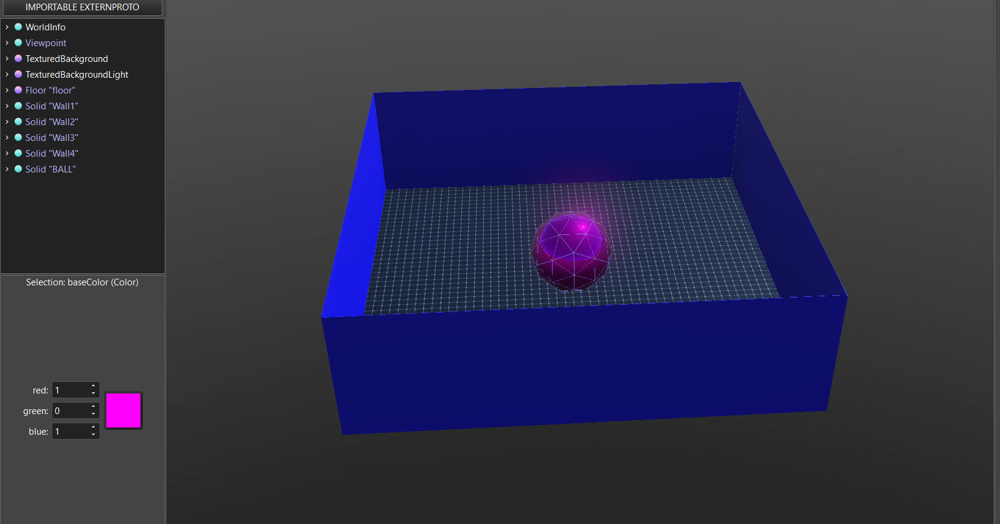 IMPORTABLE EXTERNPROTO
WorldInfo
Viewpoint
TexturedBackground
TexturedBackgroundLight
Floor "floor"
Solid "Wall1"
Solid "Wall2"
Solid "Wall3"
Solid "Wall4"
Solid "BALL"
Selection: baseColor (Color)
red: 1
green: 0
blue: 1